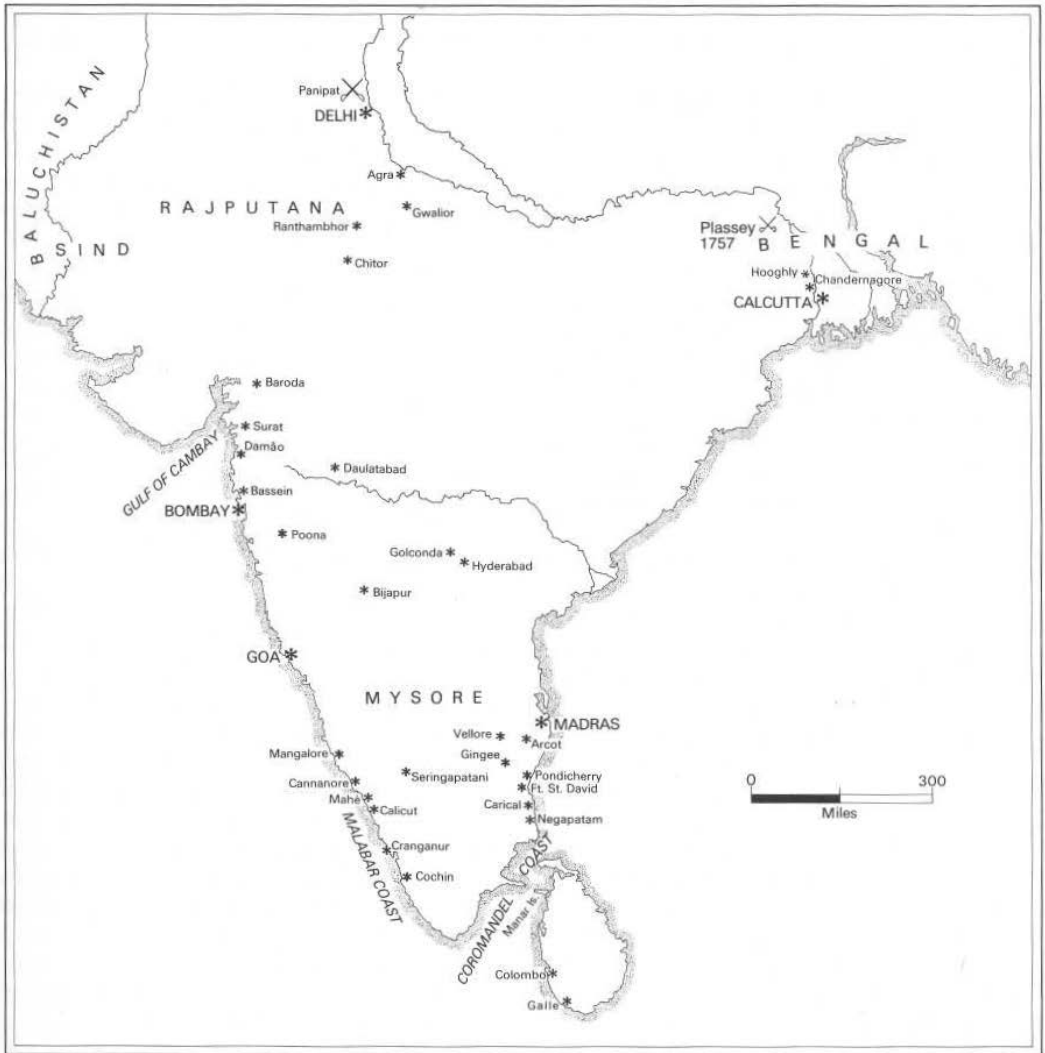 BALUCHISTAN
SIND
RAJPUTANA
Panipat
DELHI
Agra
Gwalior
Ranthambhor
Chitor
Plassey
1757
BENGAL
Hooghly
Chandernagore
CALCUTTA
Baroda
Surat
Damão
GULF OF CAMBAY
Daulatabad
Bassein
BOMBAY
Poona
Golconda
Hyderabad
Bijapur
GOA
MYSORE
MADRAS
Vellore
Arcot
Gingee
Mangalore
Seringapatani
Pondicherry
Cannanore
Ft. St. David
Mahé
Carical
Calicut
Negapatam
MALABAR COAST
Cranganur
Cochin
COROMANDEL COAST
Manar Is.
Colombo
Galle
0 300
Miles